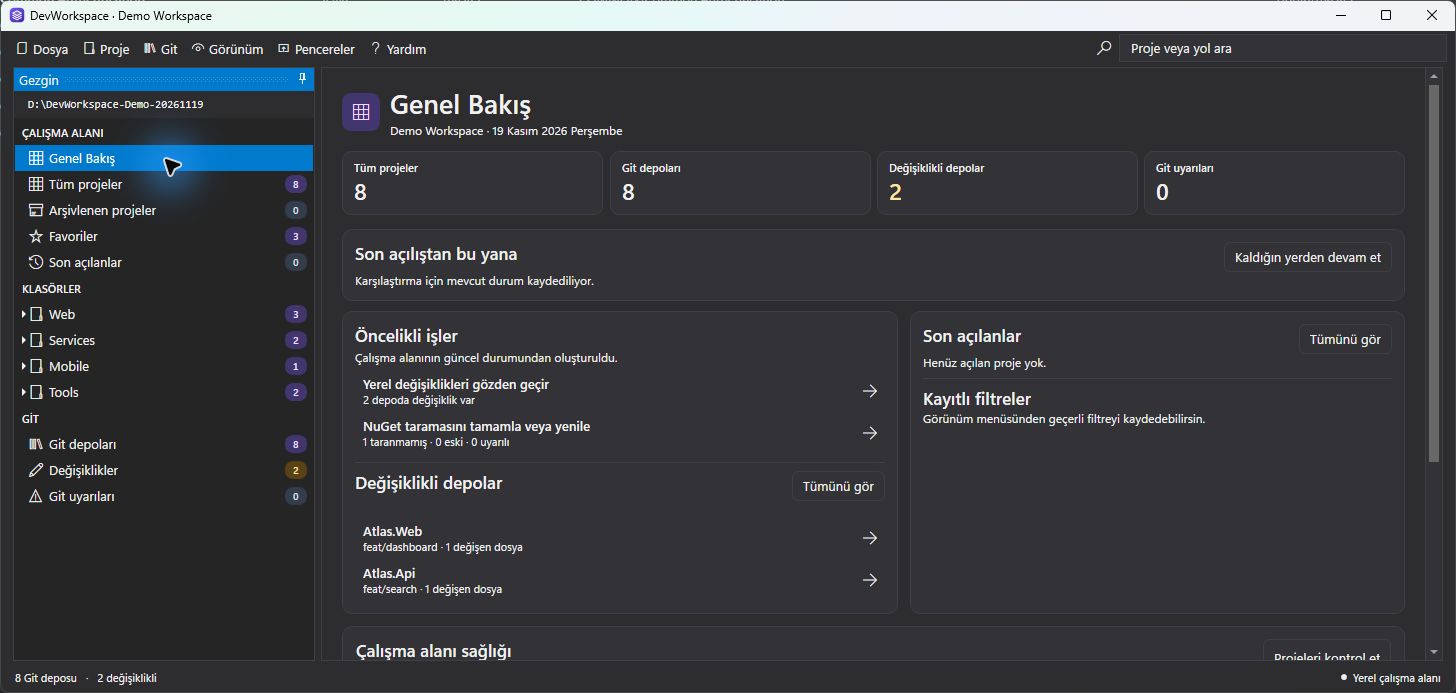 DevWorkspace · Demo Workspace
Dosya Proje Git Görünüm Pencereler Yardım
Proje veya yol ara
Gezgin
D:\DevWorkspace-Demo-20261119
ÇALIŞMA ALANI
Genel Bakış
Tüm projeler 8
Arşivlenen projeler 0
Favoriler 3
Son açılanlar 0
KLASÖRLER
Web 3
Services 2
Mobile 1
Tools 2
GİT
Git depoları 8
Değişiklikler 2
Git uyarıları 0
Genel Bakış
Demo Workspace · 19 Kasım 2026 Perşembe
Tüm projeler
8
Git depoları
8
Değişiklikli depolar
2
Git uyarıları
0
Son açılıştan bu yana
Karşılaştırma için mevcut durum kaydediliyor.
Kaldığın yerden devam et
Öncelikli işler
Çalışma alanının güncel durumundan oluşturuldu.
Yerel değişiklikleri gözden geçir
2 depoda değişiklik var
NuGet taramasını tamamla veya yenile
1 taranmamış · 0 eski · 0 uyarılı
Değişiklikli depolar
Tümünü gör
Atlas.Web
feat/dashboard · 1 değişen dosya
Atlas.Api
feat/search · 1 değişen dosya
Son açılanlar
Tümünü gör
Henüz açılan proje yok.
Kayıtlı filtreler
Görünüm menüsünden geçerli filtreyi kaydedebilirsin.
Çalışma alanı sağlığı
Projeleri kontrol et
8 Git deposu · 2 değişiklikli
Yerel çalışma alanı